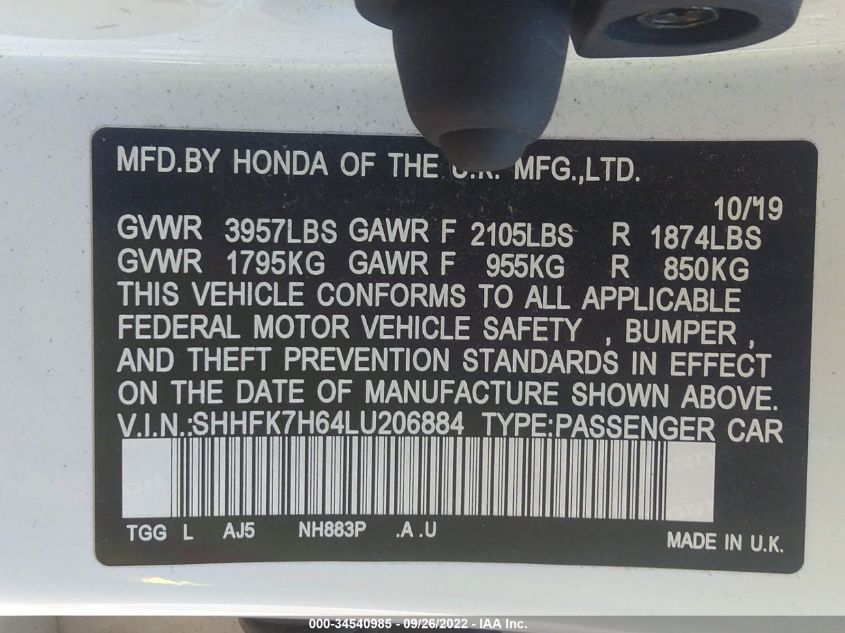 MFD.BY HONDA OF THE U.K. MFG.,LTD.
10/19
GVWR 3957LBS GAWR F 2105LBS R 1874LBS
GVWR 1795KG GAWR F 955KG R 850KG
THIS VEHICLE CONFORMS TO ALL APPLICABLE
FEDERAL MOTOR VEHICLE SAFETY , BUMPER ,
AND THEFT PREVENTION STANDARDS IN EFFECT
ON THE DATE OF MANUFACTURE SHOWN ABOVE.
V.I.N.:SHHFK7H64LU206884 TYPE:PASSENGER CAR
TGG L AJ5 NH883P .A .U
MADE IN U.K.
000-34540985 - 09/26/2022 - IAA Inc.